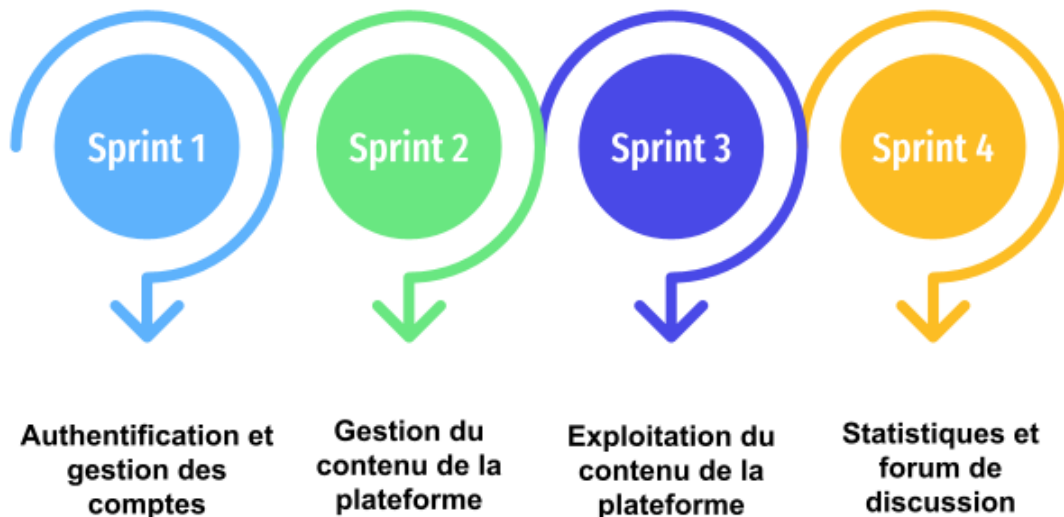 Sprint 1
Sprint 2
Sprint 3
Sprint 4
Authentification et
gestion des
comptes
Gestion du
contenu de la
plateforme
Exploitation du
contenu de la
plateforme
Statistiques et
forum de
discussion